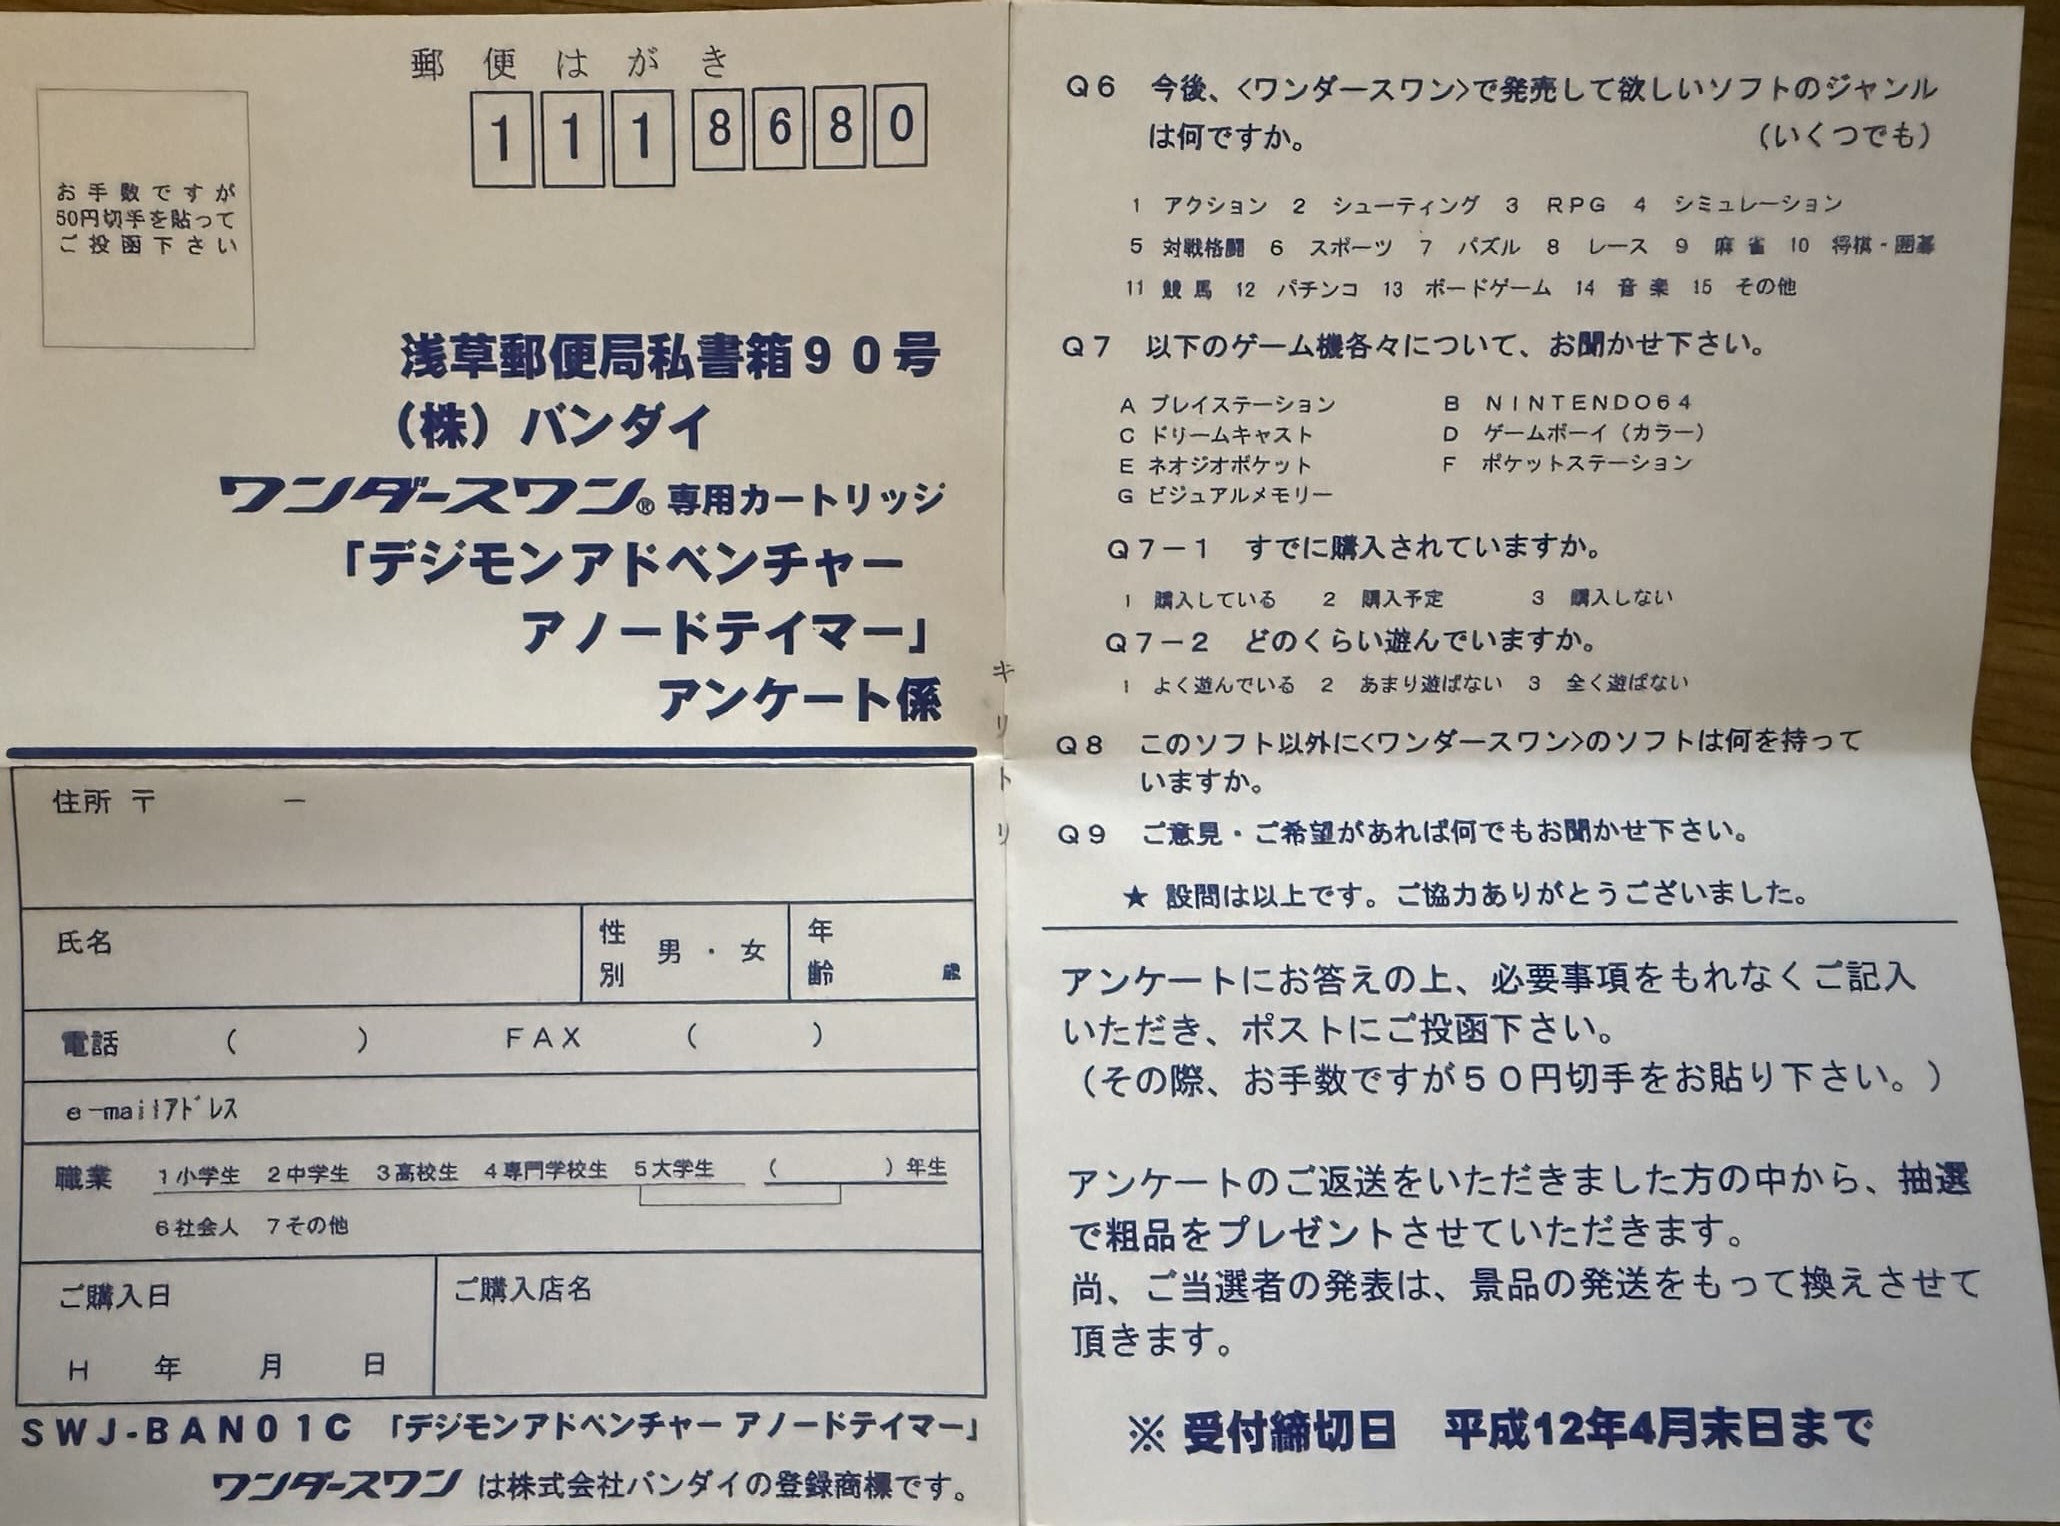 郵便はがき
111 8680
お手数ですが
50円切手を貼って
ご投函下さい
浅草郵便局私書箱90号
(株) バンダイ
ワンダースワン®専用カートリッジ
「デジモンアドベンチャー
アノードテイマー」
アンケート係
住所 〒 －
氏名
性別 男・女
年齢 歳
電話 ( ) FAX ( )
e-mailアドレス
職業 1小学生 2中学生 3高校生 4専門学校生 5大学生 ( )年生
6社会人 7その他
ご購入日
H 年 月 日
ご購入店名
SWJ-BAN01C 「デジモンアドベンチャー アノードテイマー」
ワンダースワン は株式会社バンダイの登録商標です。
キリトリ
Q6 今後、<ワンダースワン>で発売して欲しいソフトのジャンル
は何ですか。 (いくつでも)
1 アクション 2 シューティング 3 RPG 4 シミュレーション
5 対戦格闘 6 スポーツ 7 パズル 8 レース 9 麻雀 10 将棋・囲碁
11 競馬 12 パチンコ 13 ボードゲーム 14 音楽 15 その他
Q7 以下のゲーム機各々について、お聞かせ下さい。
A プレイステーション B NINTENDO64
C ドリームキャスト D ゲームボーイ (カラー)
E ネオジオポケット F ポケットステーション
G ビジュアルメモリー
Q7－1 すでに購入されていますか。
1 購入している 2 購入予定 3 購入しない
Q7－2 どのくらい遊んでいますか。
1 よく遊んでいる 2 あまり遊ばない 3 全く遊ばない
Q8 このソフト以外に<ワンダースワン>のソフトは何を持って
いますか。
Q9 ご意見・ご希望があれば何でもお聞かせ下さい。
★ 設問は以上です。ご協力ありがとうございました。
アンケートにお答えの上、必要事項をもれなくご記入
いただき、ポストにご投函下さい。
(その際、お手数ですが50円切手をお貼り下さい。)
アンケートのご返送をいただきました方の中から、抽選
で粗品をプレゼントさせていただきます。
尚、ご当選者の発表は、景品の発送をもって換えさせて
頂きます。
※ 受付締切日 平成12年4月末日まで